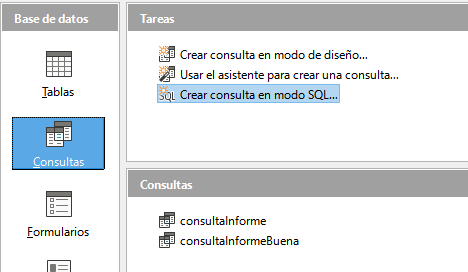 Base de datos
Tablas
Consultas
Formularios
Tareas
Crear consulta en modo de diseño...
Usar el asistente para crear una consulta...
SQL Crear consulta en modo SQL...
Consultas
consultaInforme
consultaInformeBuena